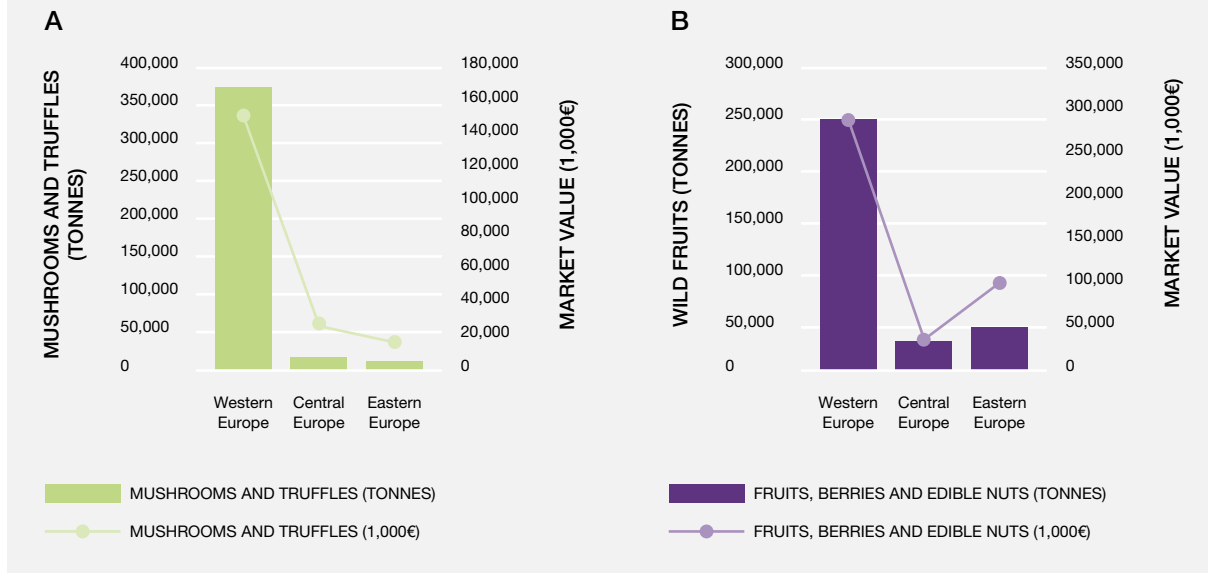 A
MUSHROOMS AND TRUFFLES
(TONNES)
400,000
350,000
300,000
250,000
200,000
150,000
100,000
50,000
0
180,000
160,000
140,000
120,000
100,000
80,000
60,000
40,000
20,000
0
MARKET VALUE (1,000€)
Western
Europe
Central
Europe
Eastern
Europe
MUSHROOMS AND TRUFFLES (TONNES)
MUSHROOMS AND TRUFFLES (1,000€)
B
WILD FRUITS (TONNES)
300,000
250,000
200,000
150,000
100,000
50,000
0
350,000
300,000
250,000
200,000
150,000
100,000
50,000
0
MARKET VALUE (1,000€)
Western
Europe
Central
Europe
Eastern
Europe
FRUITS, BERRIES AND EDIBLE NUTS (TONNES)
FRUITS, BERRIES AND EDIBLE NUTS (1,000€)